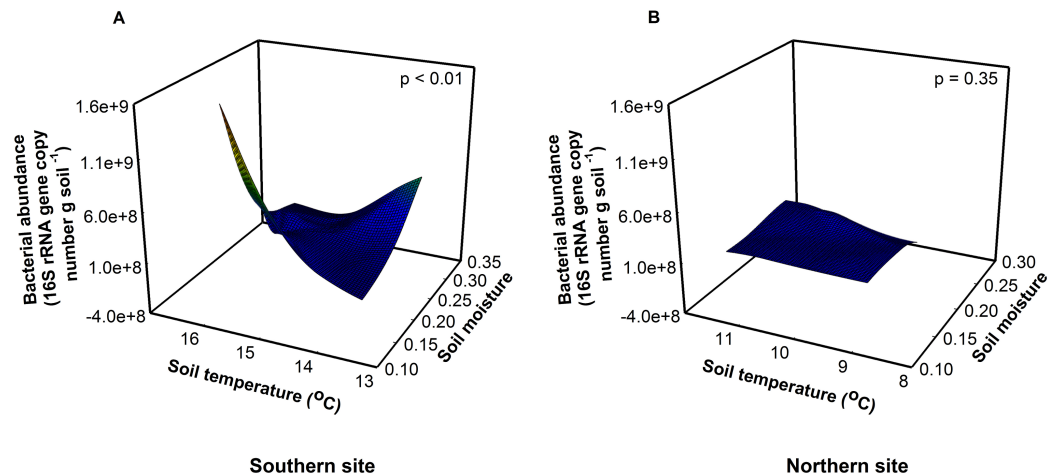 A
p < 0.01
1.6e+9
1.1e+9
6.0e+8
1.0e+8
-4.0e+8
Bacterial abundance
(16S rRNA gene copy
number g soil -1)
16
15
14
13
Soil temperature (oC)
0.10
0.15
0.20
0.25
0.30
0.35
Soil moisture
Southern site
B
p = 0.35
1.6e+9
1.1e+9
6.0e+8
1.0e+8
-4.0e+8
Bacterial abundance
(16S rRNA gene copy
number g soil -1)
11
10
9
8
Soil temperature (oC)
0.10
0.15
0.20
0.25
0.30
Soil moisture
Northern site